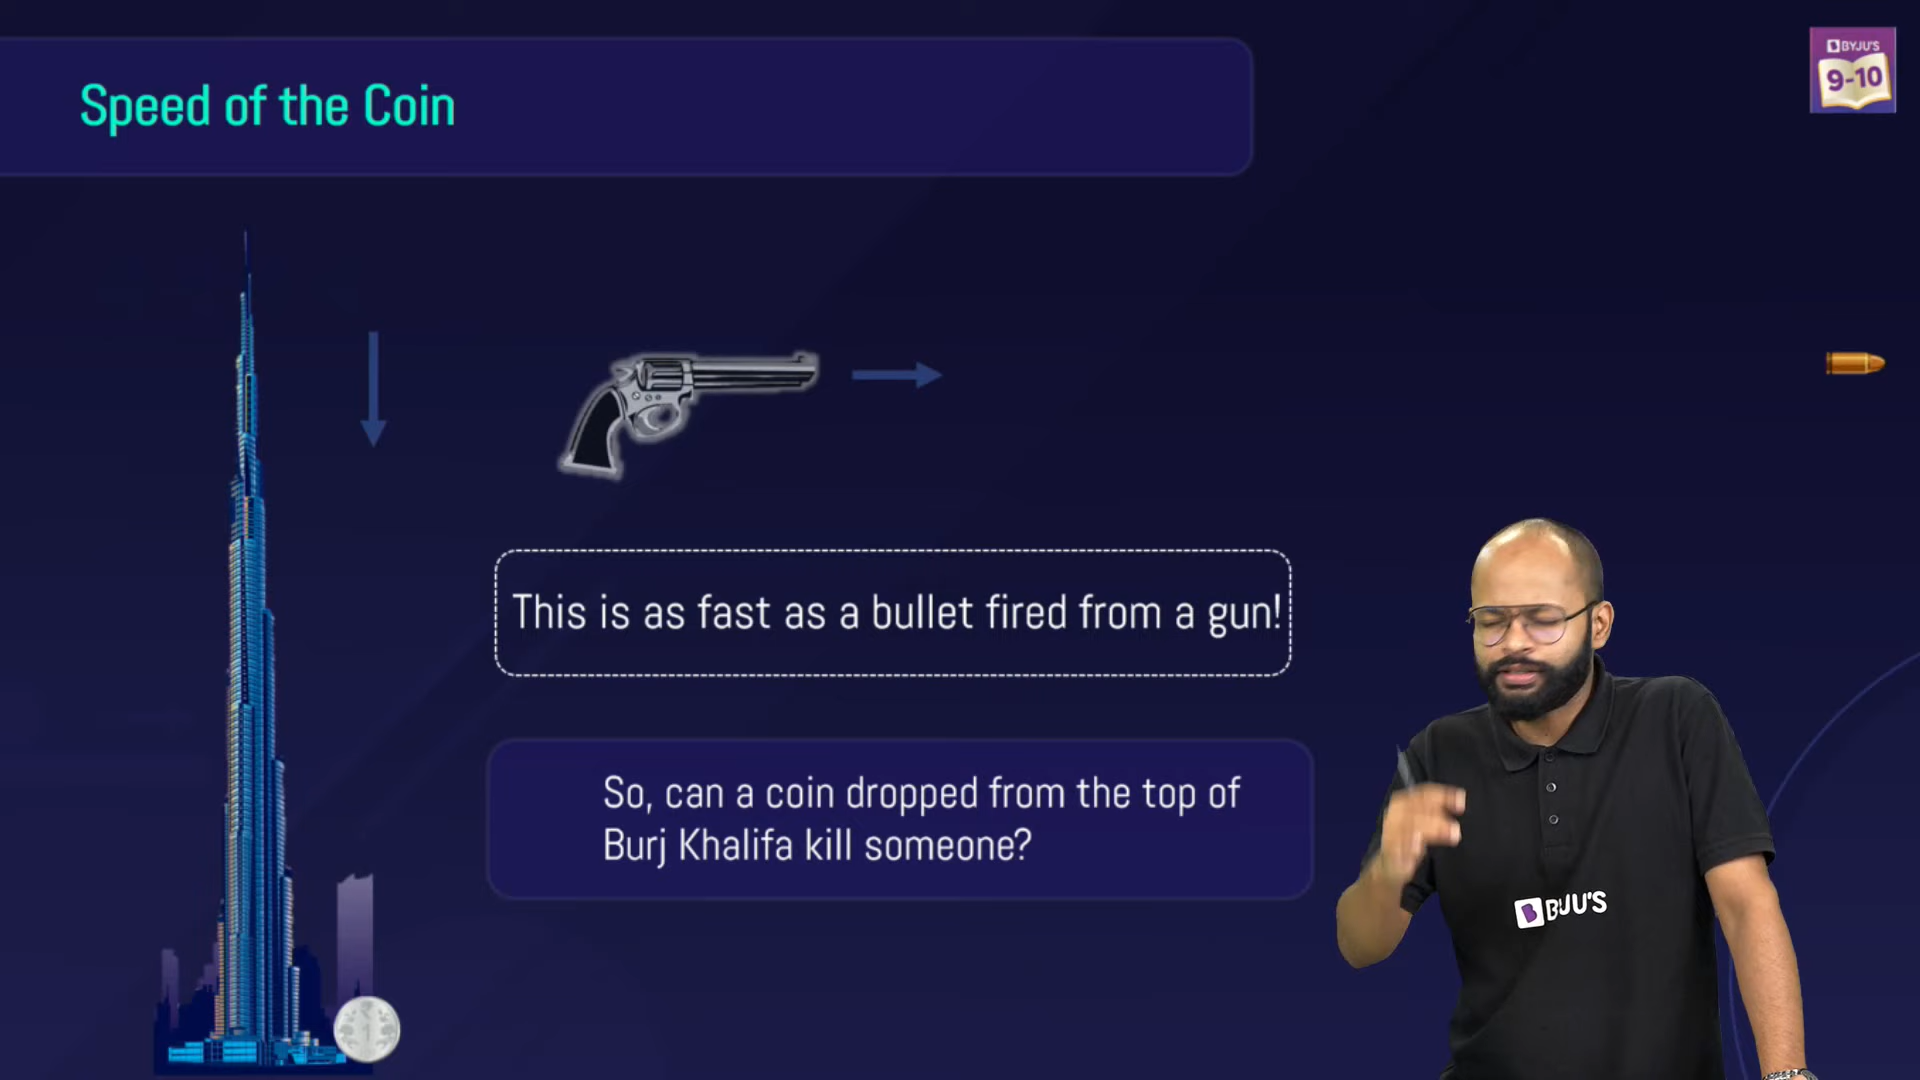 Speed of the Coin
BYJU'S
9-10
This is as fast as a bullet fired from a gun!
So, can a coin dropped from the top of
Burj Khalifa kill someone?
BYJU'S